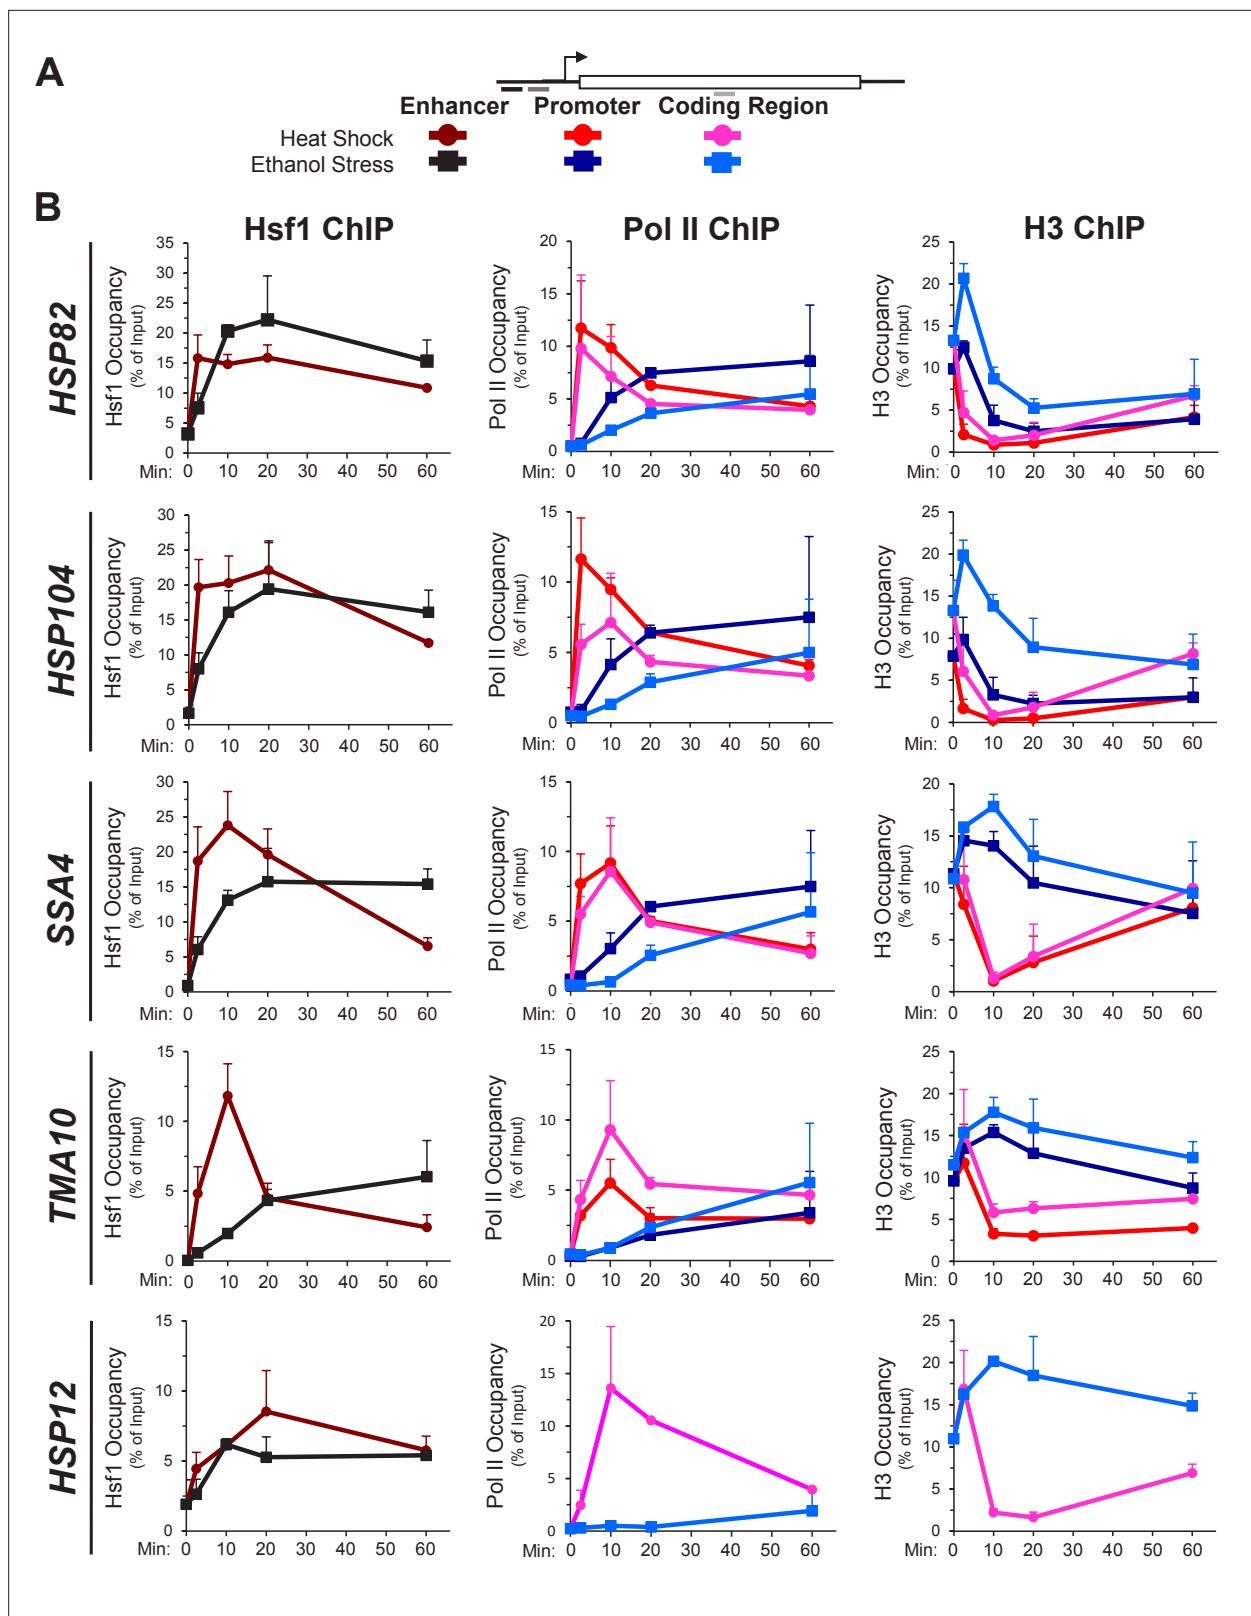 A
Enhancer Promoter Coding Region
Heat Shock
Ethanol Stress
B
Hsf1 ChIP Pol II ChIP H3 ChIP
HSP82
Hsf1 Occupancy
(% of Input)
35
30
25
20
15
10
5
0
Min: 0 10 20 30 40 50 60
Pol II Occupancy
(% of Input)
20
15
10
5
0
0 10 20 30 40 50 60
H3 Occupancy
(% of Input)
25
20
15
10
5
0
0 10 20 30 40 50 60
HSP104
Hsf1 Occupancy
(% of Input)
30
25
20
15
10
5
0
Min: 0 10 20 30 40 50 60
Pol II Occupancy
(% of Input)
15
10
5
0
0 10 20 30 40 50 60
H3 Occupancy
(% of Input)
25
20
15
10
5
0
0 10 20 30 40 50 60
SSA4
Hsf1 Occupancy
(% of Input)
30
25
20
15
10
5
0
Min: 0 10 20 30 40 50 60
Pol II Occupancy
(% of Input)
15
10
5
0
0 10 20 30 40 50 60
H3 Occupancy
(% of Input)
20
15
10
5
0
0 10 20 30 40 50 60
TMA10
Hsf1 Occupancy
(% of Input)
15
10
5
0
Min: 0 10 20 30 40 50 60
Pol II Occupancy
(% of Input)
15
10
5
0
0 10 20 30 40 50 60
H3 Occupancy
(% of Input)
25
20
15
10
5
0
0 10 20 30 40 50 60
HSP12
Hsf1 Occupancy
(% of Input)
15
10
5
0
Min: 0 10 20 30 40 50 60
Pol II Occupancy
(% of Input)
20
15
10
5
0
0 10 20 30 40 50 60
H3 Occupancy
(% of Input)
25
20
15
10
5
0
0 10 20 30 40 50 60